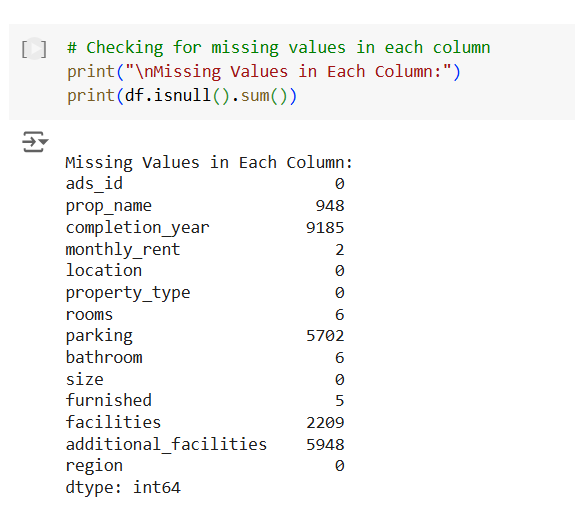 [ ] # Checking for missing values in each column
print("\nMissing Values in Each Column:")
print(df.isnull().sum())
Missing Values in Each Column:
ads_id 0
prop_name 948
completion_year 9185
monthly_rent 2
location 0
property_type 0
rooms 6
parking 5702
bathroom 6
size 0
furnished 5
facilities 2209
additional_facilities 5948
region 0
dtype: int64